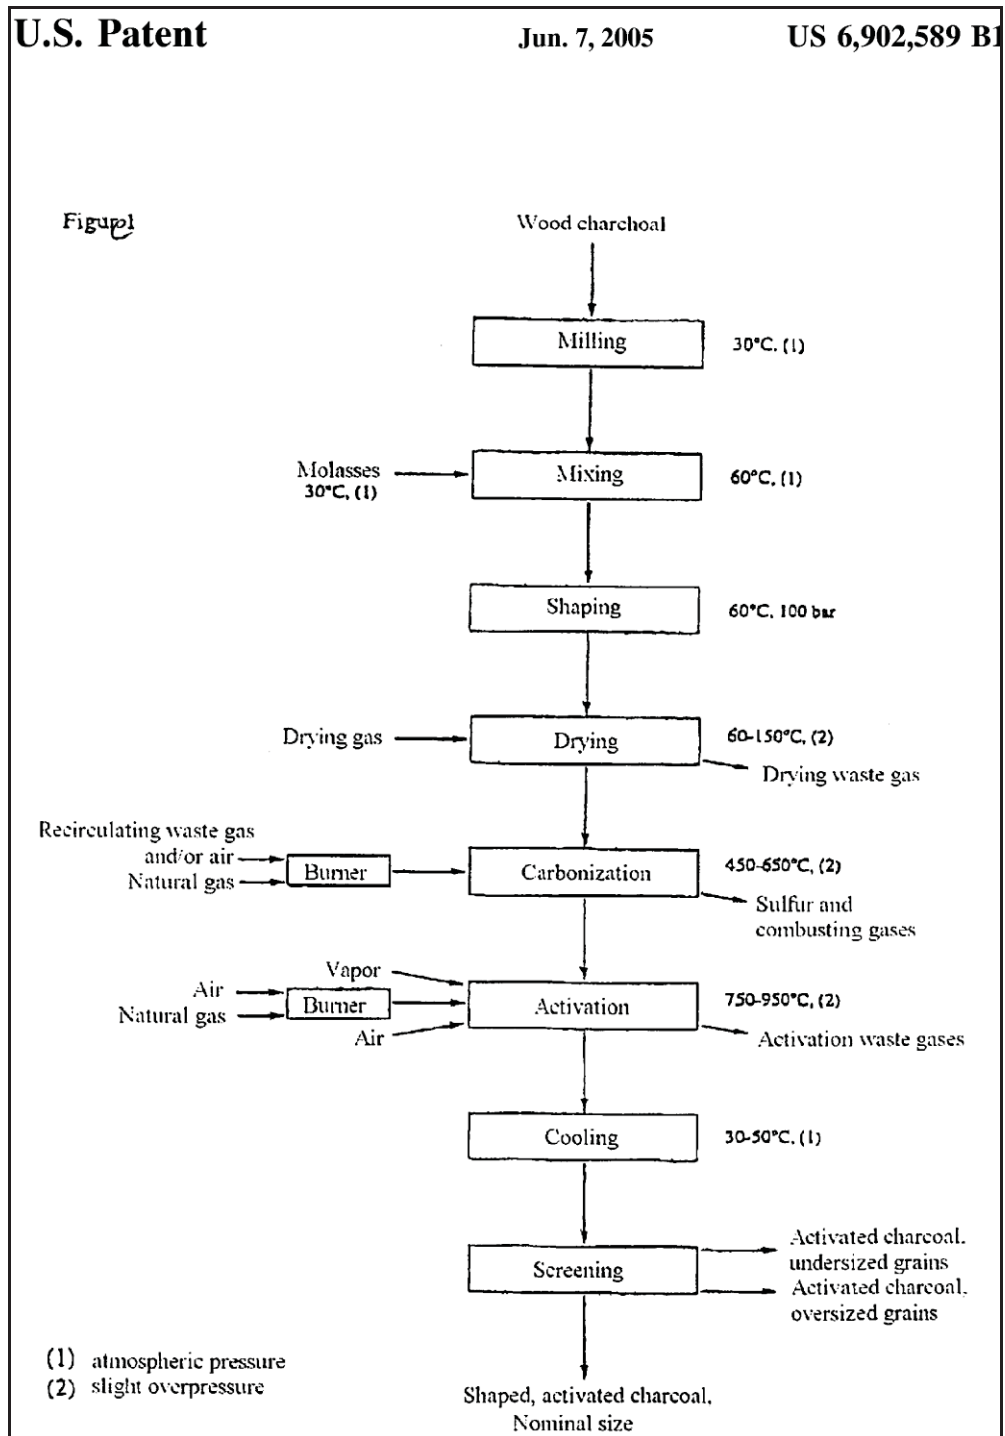 U.S. Patent Jun. 7, 2005 US 6,902,589 B1
Figure1
Wood charchoal
Milling
30°C. (1)
Molasses
30°C, (1)
Mixing
60°C, (1)
Shaping
60°C, 100 bar
Drying gas
Drying
60-150°C, (2)
Drying waste gas
Recirculating waste gas
and/or air
Natural gas
Burner
Carbonization
450-650°C, (2)
Sulfur and
combusting gases
Vapor
Air
Natural gas
Burner
Air
Activation
750-950°C, (2)
Activation waste gases
Cooling
30-50°C, (1)
Screening
Activated charcoal,
undersized grains
Activated charcoal,
oversized grains
(1) atmospheric pressure
(2) slight overpressure
Shaped, activated charcoal,
Nominal size